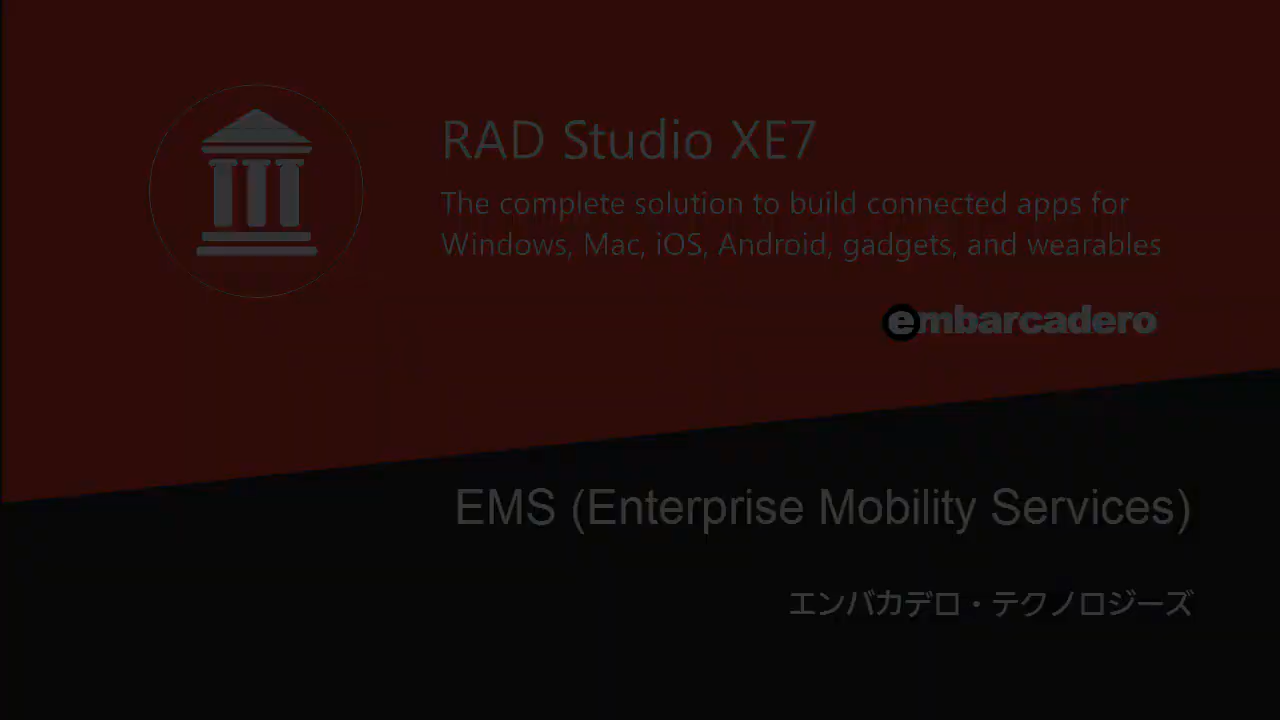 RAD Studio XE7
The complete solution to build connected apps for
Windows, Mac, iOS, Android, gadgets, and wearables
embarcadero
EMS (Enterprise Mobility Services)
エンバカデロ・テクノロジーズ